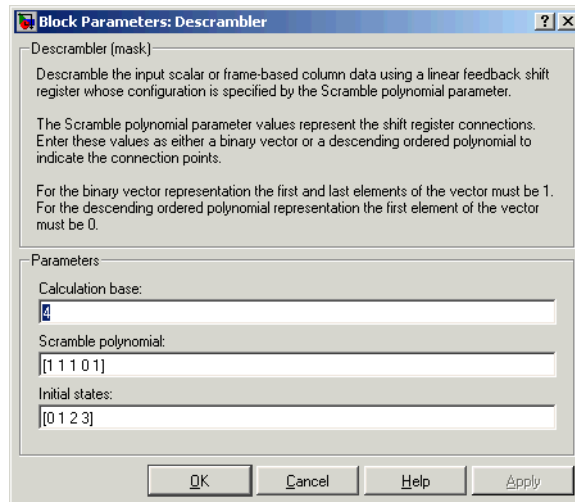 Block Parameters: Descrambler
Descrambler (mask)
Descramble the input scalar or frame-based column data using a linear feedback shift
register whose configuration is specified by the Scramble polynomial parameter.
The Scramble polynomial parameter values represent the shift register connections.
Enter these values as either a binary vector or a descending ordered polynomial to
indicate the connection points.
For the binary vector representation the first and last elements of the vector must be 1.
For the descending ordered polynomial representation the first element of the vector
must be 0.
Parameters
Calculation base:
4
Scramble polynomial:
[1 1 1 0 1]
Initial states:
[0 1 2 3]
OK Cancel Help Apply